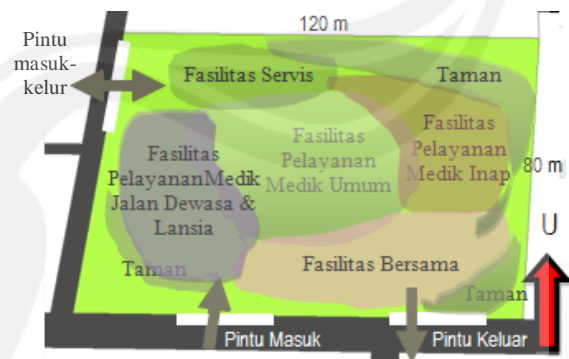 120 m
Pintu
masuk-
kelur
Fasilitas Servis
Taman
Fasilitas
Pelayanan
Medik Umum
Fasilitas
Pelayanan
Medik Inap
80 m
Fasilitas
PelayananMedik
Jalan Dewasa &
Lansia
U
Taman
Fasilitas Bersama
Taman
Pintu Masuk
Pintu Keluar